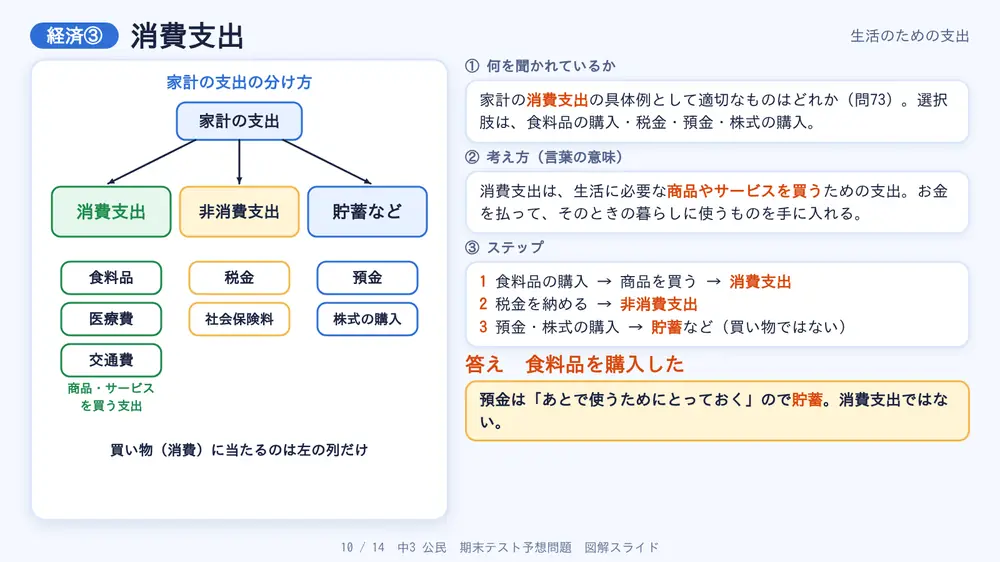 経済③ 消費支出
生活のための支出
家計の支出の分け方
家計の支出
消費支出
非消費支出
貯蓄など
食料品
税金
預金
医療費
社会保険料
株式の購入
交通費
商品・サービス
を買う支出
買い物（消費）に当たるのは左の列だけ
① 何を聞かれているか
家計の消費支出の具体例として適切なものはどれか（問73）。選択
肢は、食料品の購入・税金・預金・株式の購入。
② 考え方（言葉の意味）
消費支出は、生活に必要な商品やサービスを買うための支出。お金
を払って、そのときの暮らしに使うものを手に入れる。
③ ステップ
1 食料品の購入 → 商品を買う → 消費支出
2 税金を納める → 非消費支出
3 預金・株式の購入 → 貯蓄など（買い物ではない）
答え　食料品を購入した
預金は「あとで使うためにとっておく」ので貯蓄。消費支出ではな
い。
10 / 14　中3 公民　期末テスト予想問題　図解スライド